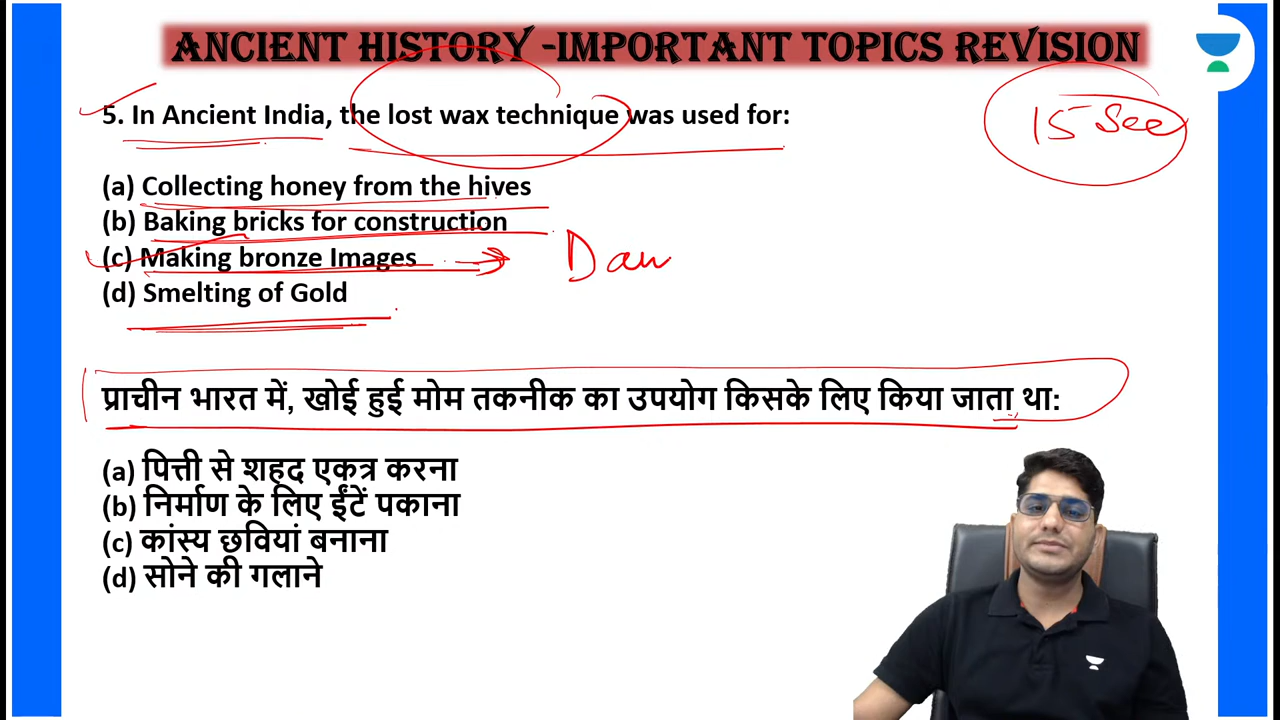 ANCIENT HISTORY -IMPORTANT TOPICS REVISION
5. In Ancient India, the lost wax technique was used for:
15 Sec
(a) Collecting honey from the hives
(b) Baking bricks for construction
(c) Making bronze Images
Dan
(d) Smelting of Gold
प्राचीन भारत में, खोई हुई मोम तकनीक का उपयोग किसके लिए किया जाता था:
(a) पित्ती से शहद एकत्र करना
(b) निर्माण के लिए ईंटें पकाना
(c) कांस्य छवियां बनाना
(d) सोने की गलाने